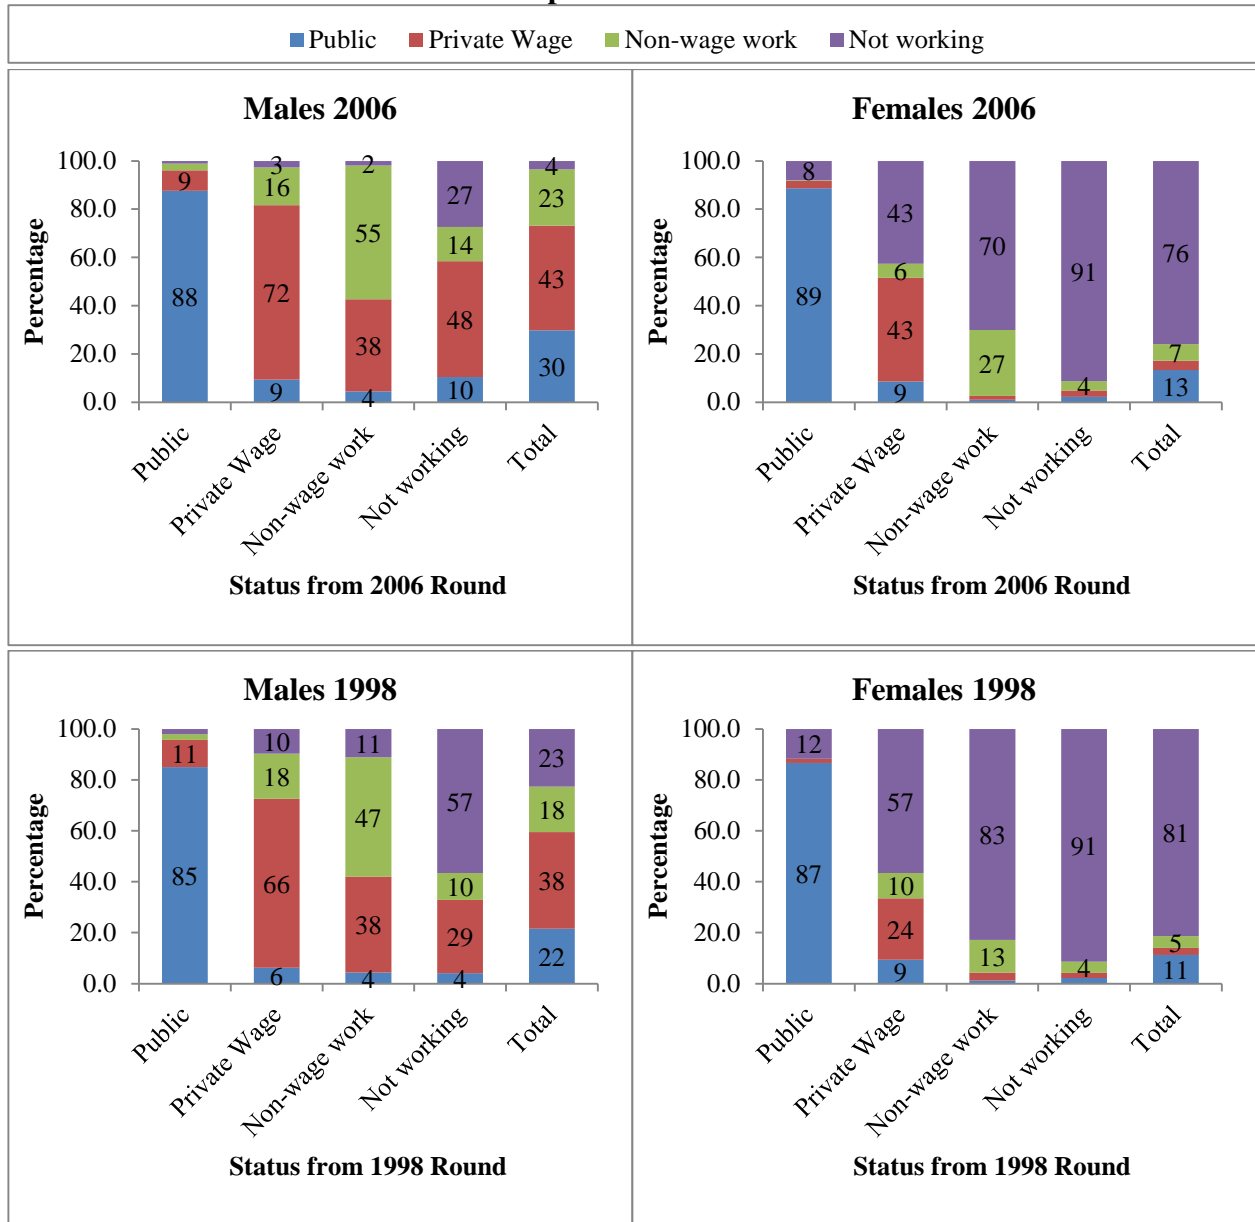 Public Private Wage Non-wage work Not working
Males 2006
100.0
80.0
60.0
40.0
20.0
0.0
Percentage
9
88
3
16
72
9
2
55
38
4
27
14
48
10
4
23
43
30
Public
Private Wage
Non-wage work
Not working
Total
Status from 2006 Round
Females 2006
100.0
80.0
60.0
40.0
20.0
0.0
Percentage
8
89
43
6
43
9
70
27
91
4
76
7
13
Public
Private Wage
Non-wage work
Not working
Total
Status from 2006 Round
Males 1998
100.0
80.0
60.0
40.0
20.0
0.0
Percentage
11
85
10
18
66
6
11
47
38
4
57
10
29
4
23
18
38
22
Public
Private Wage
Non-wage work
Not working
Total
Status from 1998 Round
Females 1998
100.0
80.0
60.0
40.0
20.0
0.0
Percentage
12
87
57
10
24
9
83
13
91
4
81
5
11
Public
Private Wage
Non-wage work
Not working
Total
Status from 1998 Round